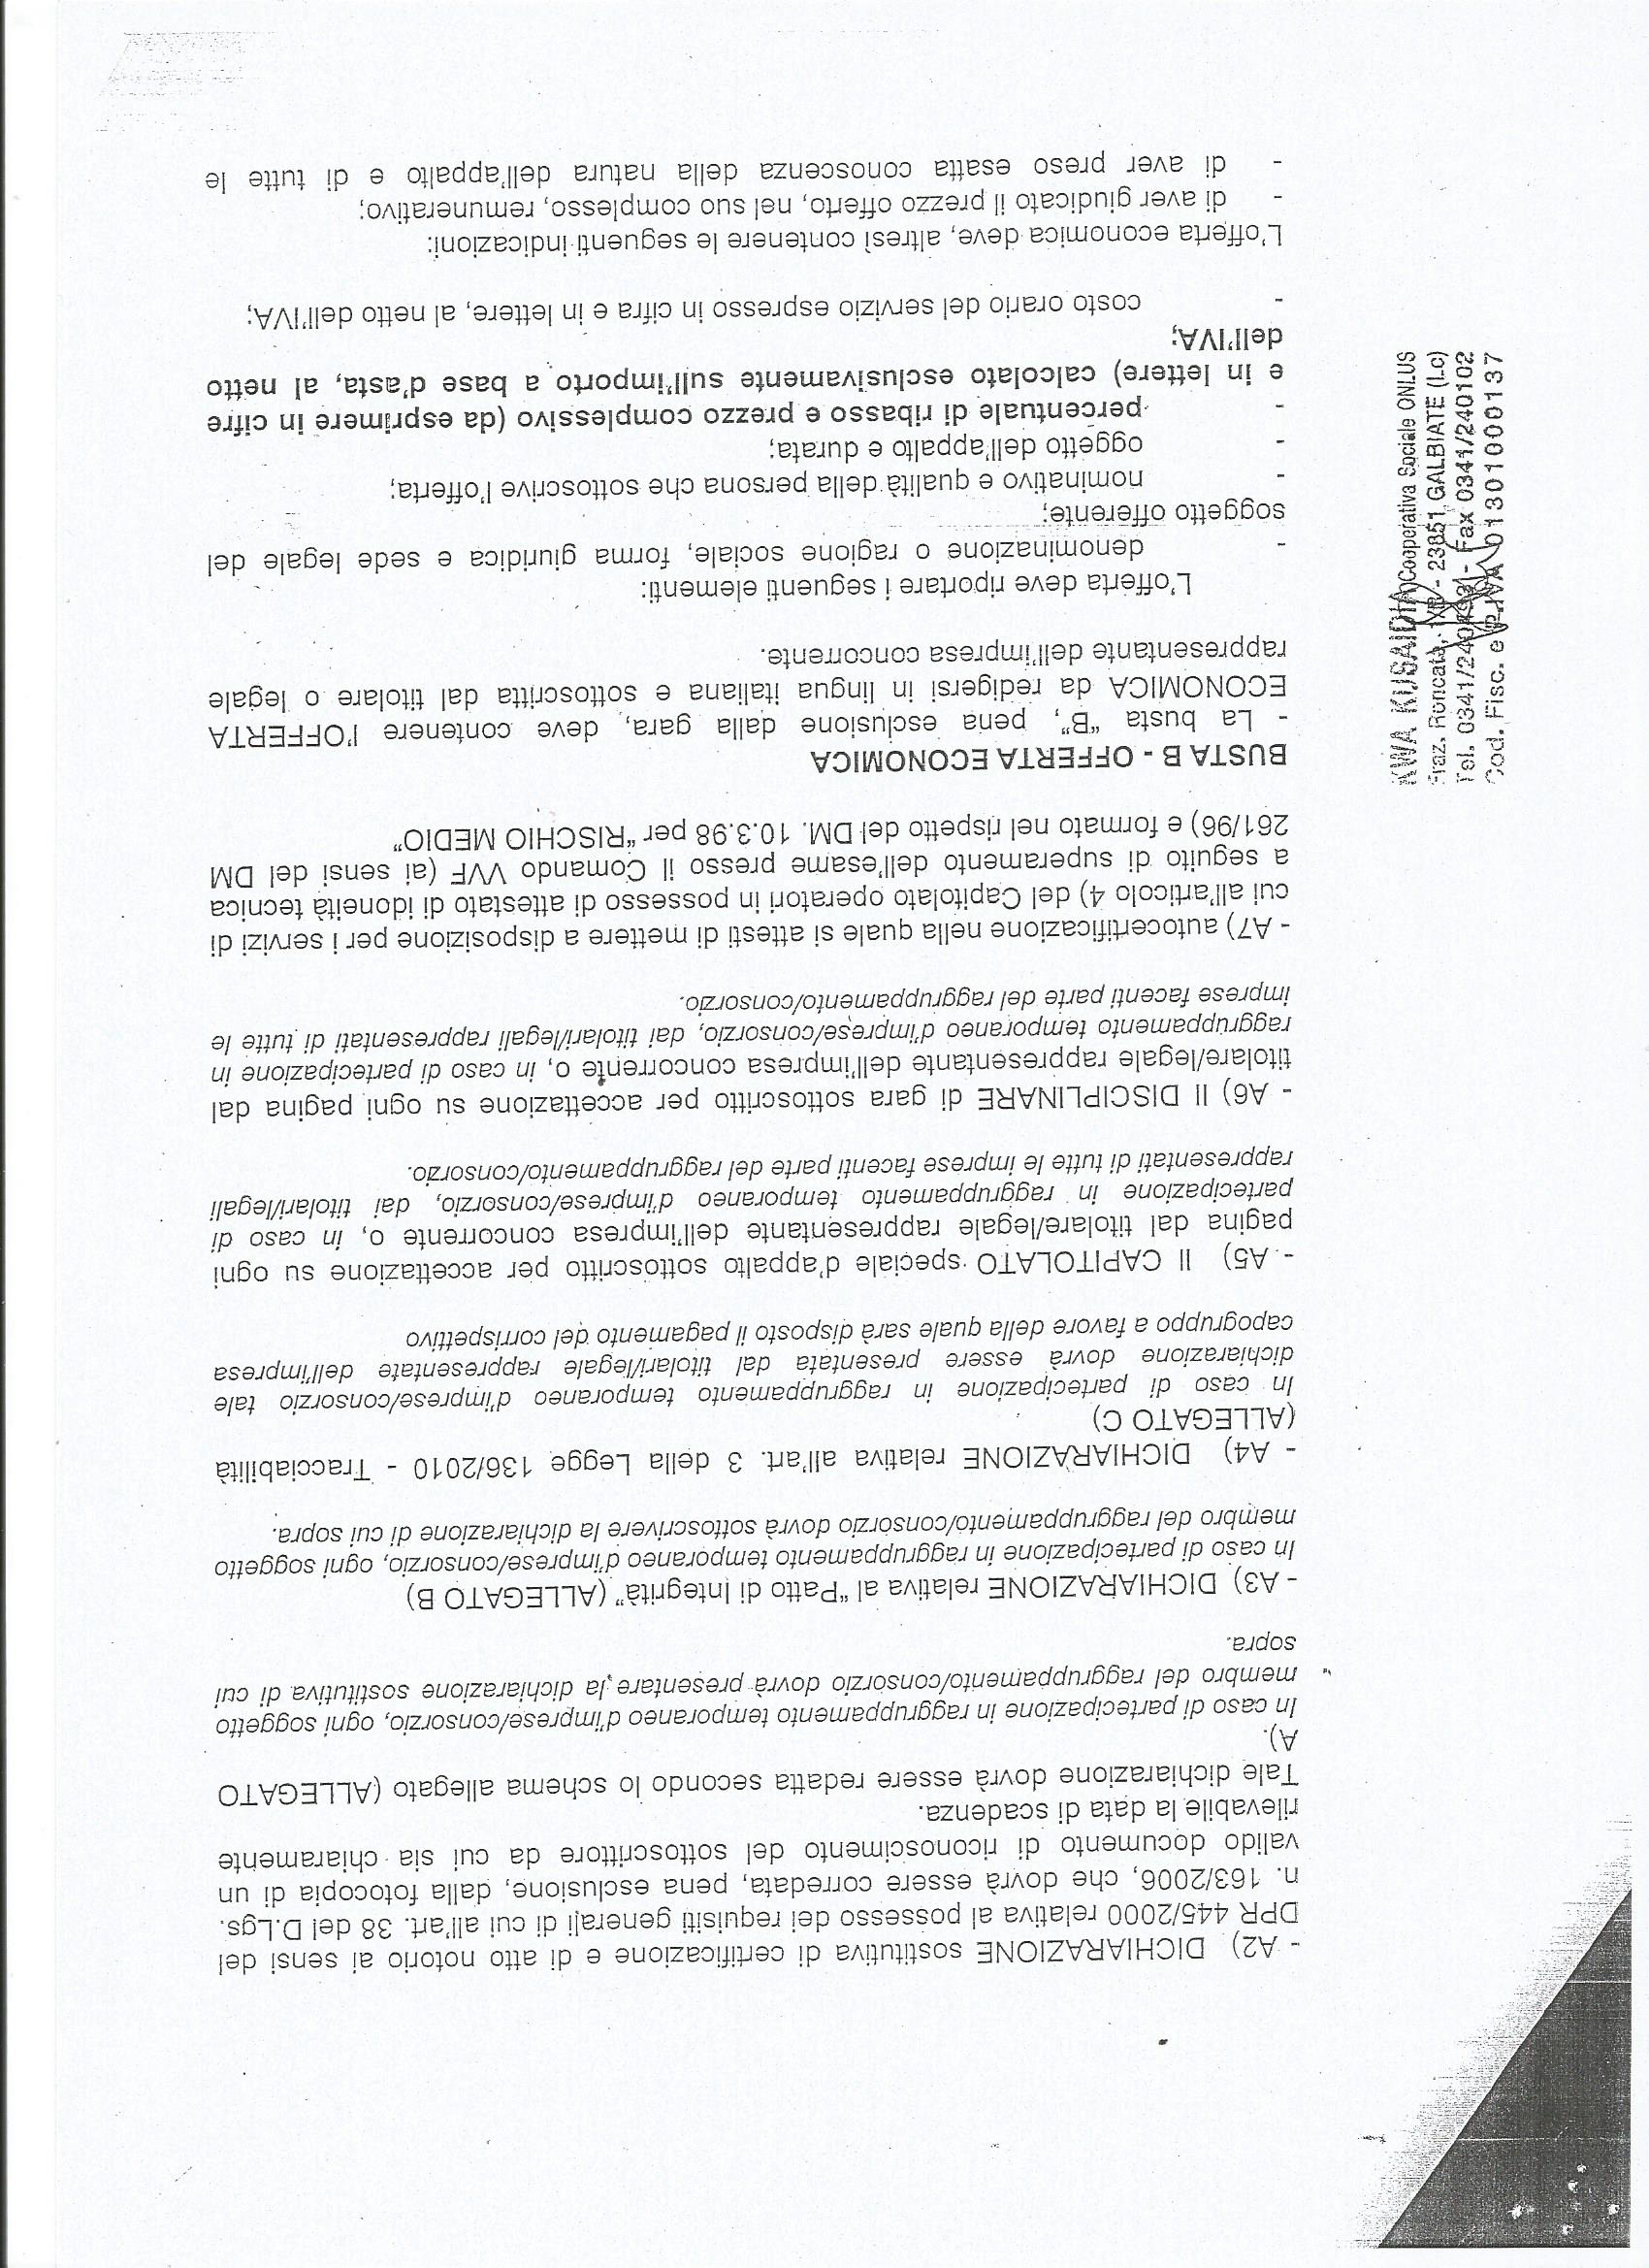 - A2) DICHIARAZIONE sostitutiva di certificazione e di atto notorio ai sensi del
DPR 445/2000 relativa al possesso dei requisiti generali di cui all'art. 38 del D.Lgs.
n. 163/2006, che dovrà essere corredata, pena esclusione, dalla fotocopia di un
valido documento di riconoscimento del sottoscrittore da cui sia chiaramente
rilevabile la data di scadenza.
Tale dichiarazione dovrà essere redatta secondo lo schema allegato (ALLEGATO
A).
In caso di partecipazione in raggruppamento temporaneo d'imprese/consorzio, ogni soggetto
membro del raggruppamento/consorzio dovrà presentare la dichiarazione sostitutiva di cui
sopra.
- A3) DICHIARAZIONE relativa al "Patto di Integrità" (ALLEGATO B)
In caso di partecipazione in raggruppamento temporaneo d'imprese/consorzio, ogni soggetto
membro del raggruppamento/consorzio dovrà sottoscrivere la dichiarazione di cui sopra.
- A4) DICHIARAZIONE relativa all'art. 3 della Legge 136/2010 - Tracciabilità
(ALLEGATO C)
In caso di partecipazione in raggruppamento temporaneo d'imprese/consorzio tale
dichiarazione dovrà essere presentata dal titolari/legale rappresentate dell'impresa
capogruppo a favore della quale sarà disposto il pagamento del corrispettivo
- A5) Il CAPITOLATO speciale d'appalto sottoscritto per accettazione su ogni
pagina dal titolare/legale rappresentante dell'impresa concorrente o, in caso di
partecipazione in raggruppamento temporaneo d'imprese/consorzio, dai titolari/legali
rappresentati di tutte le imprese facenti parte del raggruppamento/consorzio.
- A6) Il DISCIPLINARE di gara sottoscritto per accettazione su ogni pagina dal
titolare/legale rappresentante dell'impresa concorrente o, in caso di partecipazione in
raggruppamento temporaneo d'imprese/consorzio, dai titolari/legali rappresentati di tutte le
imprese facenti parte del raggruppamento/consorzio.
- A7) autocertificazione nella quale si attesti di mettere a disposizione per i servizi di
cui all'articolo 4) del Capitolato operatori in possesso di attestato di idoneità tecnica
a seguito di superamento dell'esame presso il Comando VVF (ai sensi del DM
261/96) e formato nel rispetto del DM. 10.3.98 per "RISCHIO MEDIO"
BUSTA B - OFFERTA ECONOMICA
- La busta "B", pena esclusione dalla gara, deve contenere l'OFFERTA
ECONOMICA da redigersi in lingua italiana e sottoscritta dal titolare o legale
rappresentante dell'impresa concorrente.
L'offerta deve riportare i seguenti elementi:
- denominazione o ragione sociale, forma giuridica e sede legale del
soggetto offerente;
- nominativo e qualità della persona che sottoscrive l'offerta;
- oggetto dell'appalto e durata;
- percentuale di ribasso e prezzo complessivo (da esprimere in cifre
e in lettere) calcolato esclusivamente sull'importo a base d'asta, al netto
dell'IVA;
- costo orario del servizio espresso in cifra e in lettere, al netto dell'IVA;
L'offerta economica deve, altresì contenere le seguenti indicazioni:
- di aver giudicato il prezzo offerto, nel suo complesso, remunerativo;
- di aver preso esatta conoscenza della natura dell'appalto e di tutte le
KWA KUSAIDIA Cooperativa Sociale ONLUS
Fraz. Roncate, - 23851 GALBIATE (Lc)
Tel. 0341/240 - Fax 0341/240102
Cod. Fisc. e P.IVA 01301000137